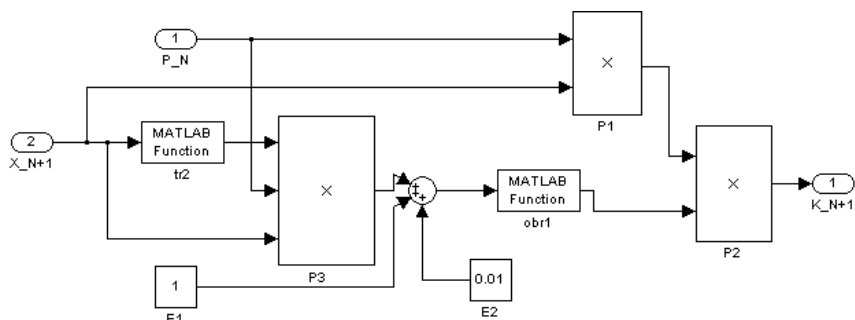 1
P_N
×
P1
2
X_N+1
MATLAB
Function
tr2
×
P3
+
+
+
MATLAB
Function
obr1
×
P2
1
K_N+1
1
E1
0.01
E2